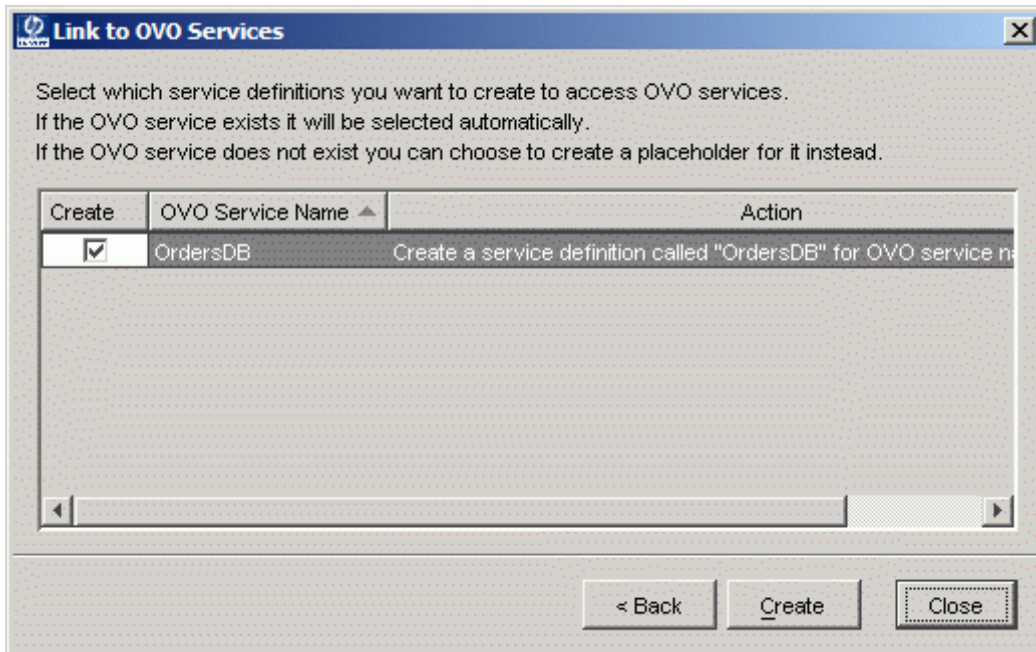 Link to OVO Services
Select which service definitions you want to create to access OVO services.
If the OVO service exists it will be selected automatically.
If the OVO service does not exist you can choose to create a placeholder for it instead.
Create OVO Service Name Action
OrdersDB Create a service definition called "OrdersDB" for OVO service
< Back Create Close